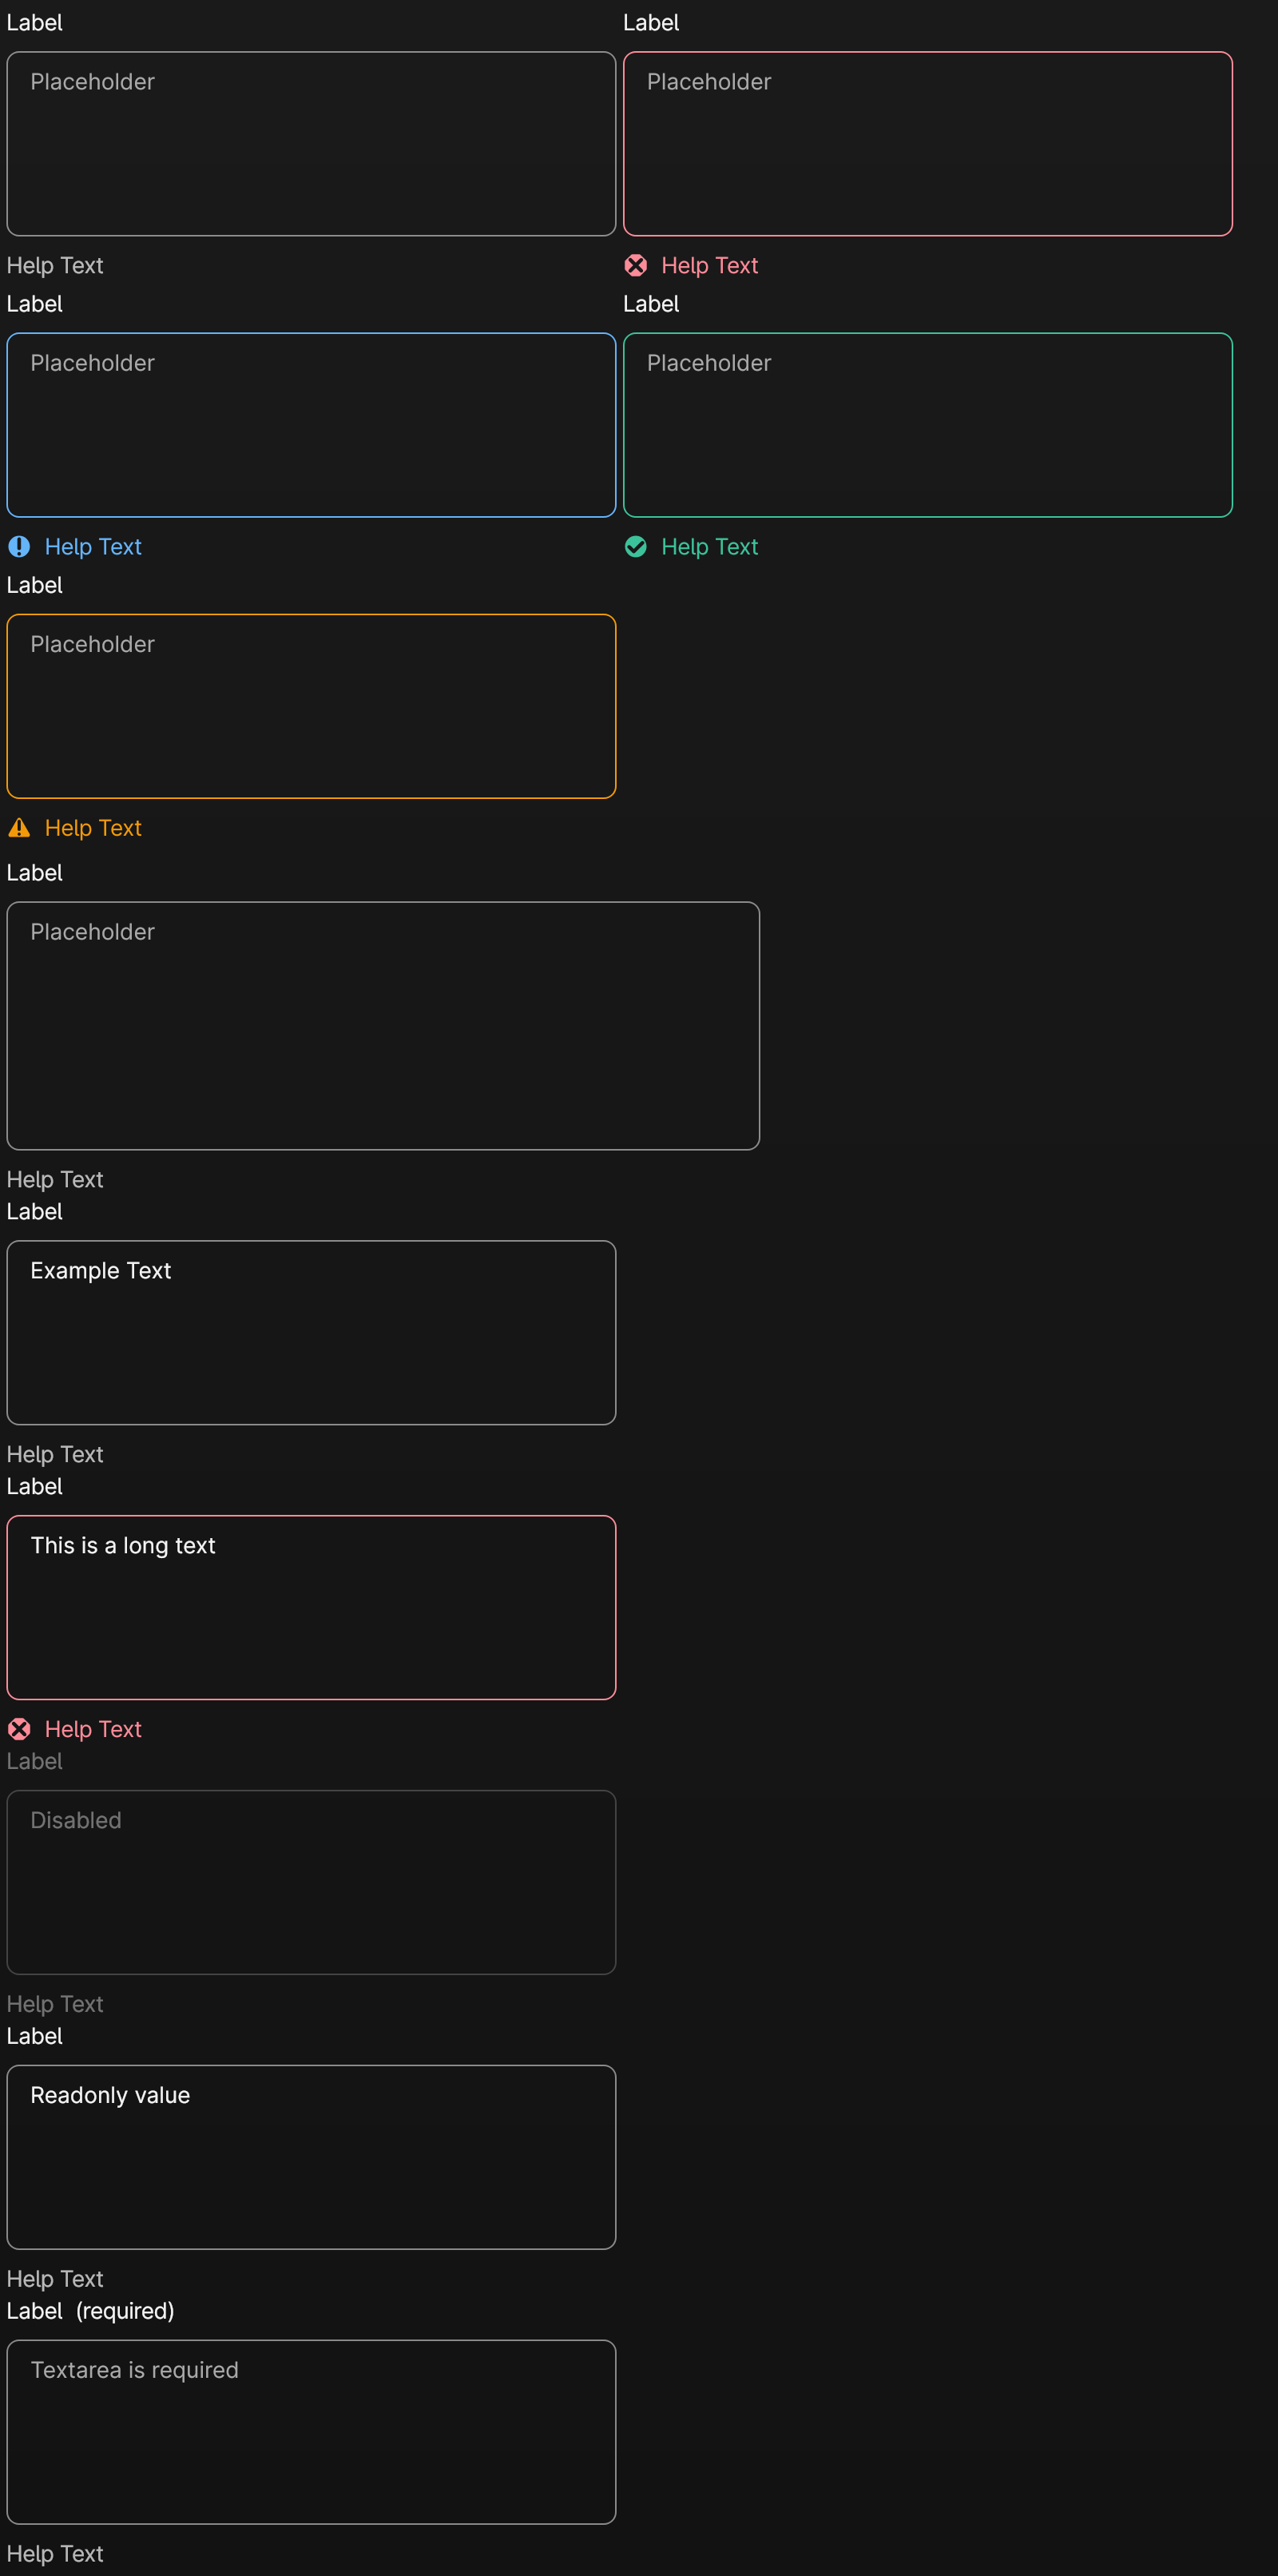 Label
Placeholder
Help Text
Label
Placeholder
Help Text
Label
Placeholder
Help Text
Label
Placeholder
Help Text
Label
Placeholder
Help Text
Label
Placeholder
Help Text
Label
Example Text
Help Text
Label
This is a long text
Help Text
Label
Disabled
Help Text
Label
Readonly value
Help Text
Label (required)
Textarea is required
Help Text